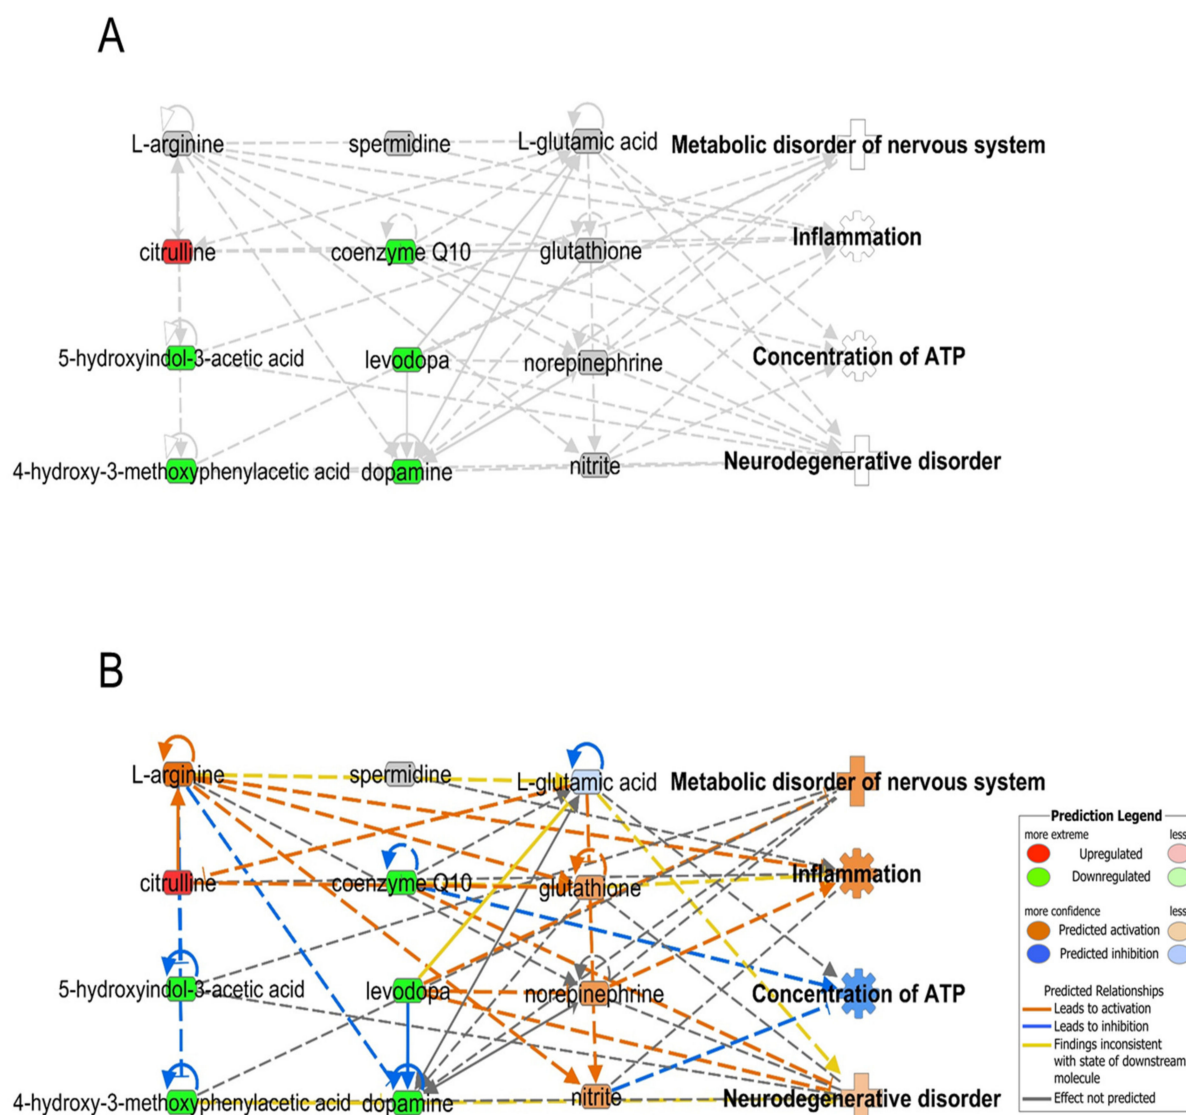 A
L-arginine spermidine L-glutamic acid Metabolic disorder of nervous system
citrulline coenzyme Q10 glutathione Inflammation
5-hydroxyindol-3-acetic acid levodopa norepinephrine Concentration of ATP
4-hydroxy-3-methoxyphenylacetic acid dopamine nitrite Neurodegenerative disorder
B
L-arginine spermidine L-glutamic acid Metabolic disorder of nervous system
citrulline coenzyme Q10 glutathione Inflammation
5-hydroxyindol-3-acetic acid levodopa norepinephrine Concentration of ATP
4-hydroxy-3-methoxyphenylacetic acid dopamine nitrite Neurodegenerative disorder
Prediction Legend
more extreme less
Upregulated
Downregulated
more confidence less
Predicted activation
Predicted inhibition
Predicted Relationships
Leads to activation
Leads to inhibition
Findings inconsistent
with state of downstream
molecule
Effect not predicted